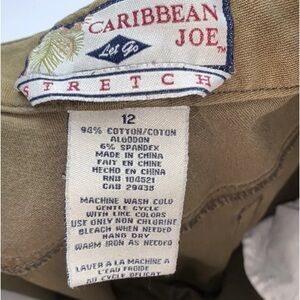 CARIBBEAN
JOE™
Let Go
STRETCH
12
94% COTTON/COTON
ALGODON
6% SPANDEX
MADE IN CHINA
FAIT EN CHINE
HECHO EN CHINA
RN# 104521
CA# 29438
MACHINE WASH COLD
GENTLE CYCLE
WITH LIKE COLORS
USE ONLY NON CHLORINE
BLEACH WHEN NEEDED
HANG DRY
WARM IRON AS NEEDED
LAVER A LA MACHINE A
L'EAU FROIDE
AU CYCLE DELICAT